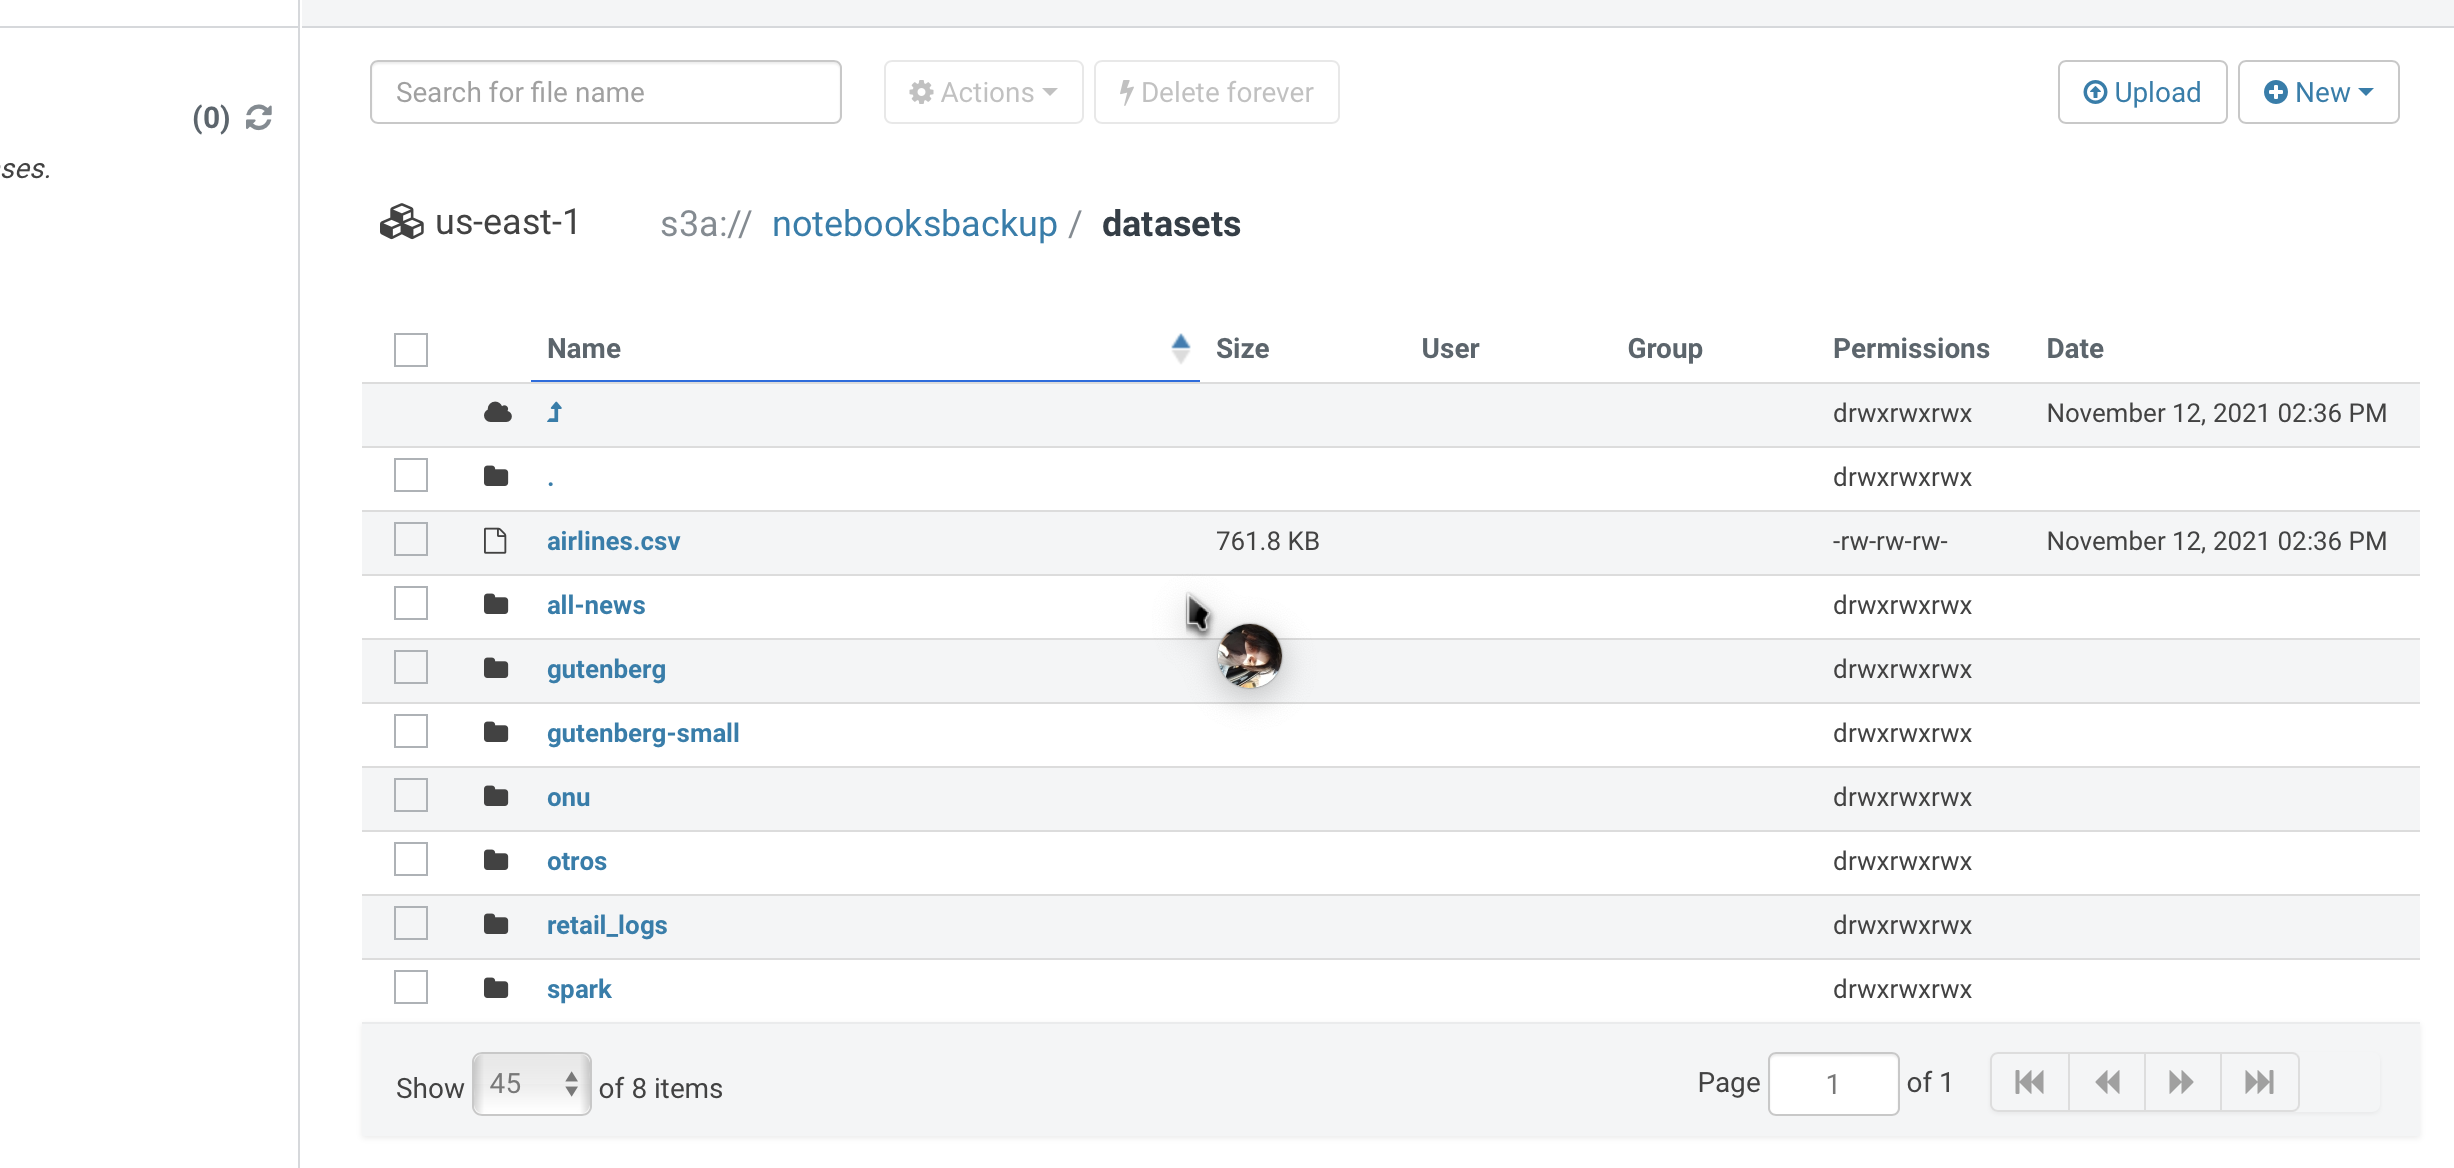 (0)
ses.
Search for file name Actions Delete forever Upload New
us-east-1 s3a:// notebooksbackup / datasets
Name Size User Group Permissions Date
drwxrwxrwx November 12, 2021 02:36 PM
. drwxrwxrwx
airlines.csv 761.8 KB -rw-rw-rw- November 12, 2021 02:36 PM
all-news drwxrwxrwx
gutenberg drwxrwxrwx
gutenberg-small drwxrwxrwx
onu drwxrwxrwx
otros drwxrwxrwx
retail_logs drwxrwxrwx
spark drwxrwxrwx
Show 45 of 8 items Page 1 of 1